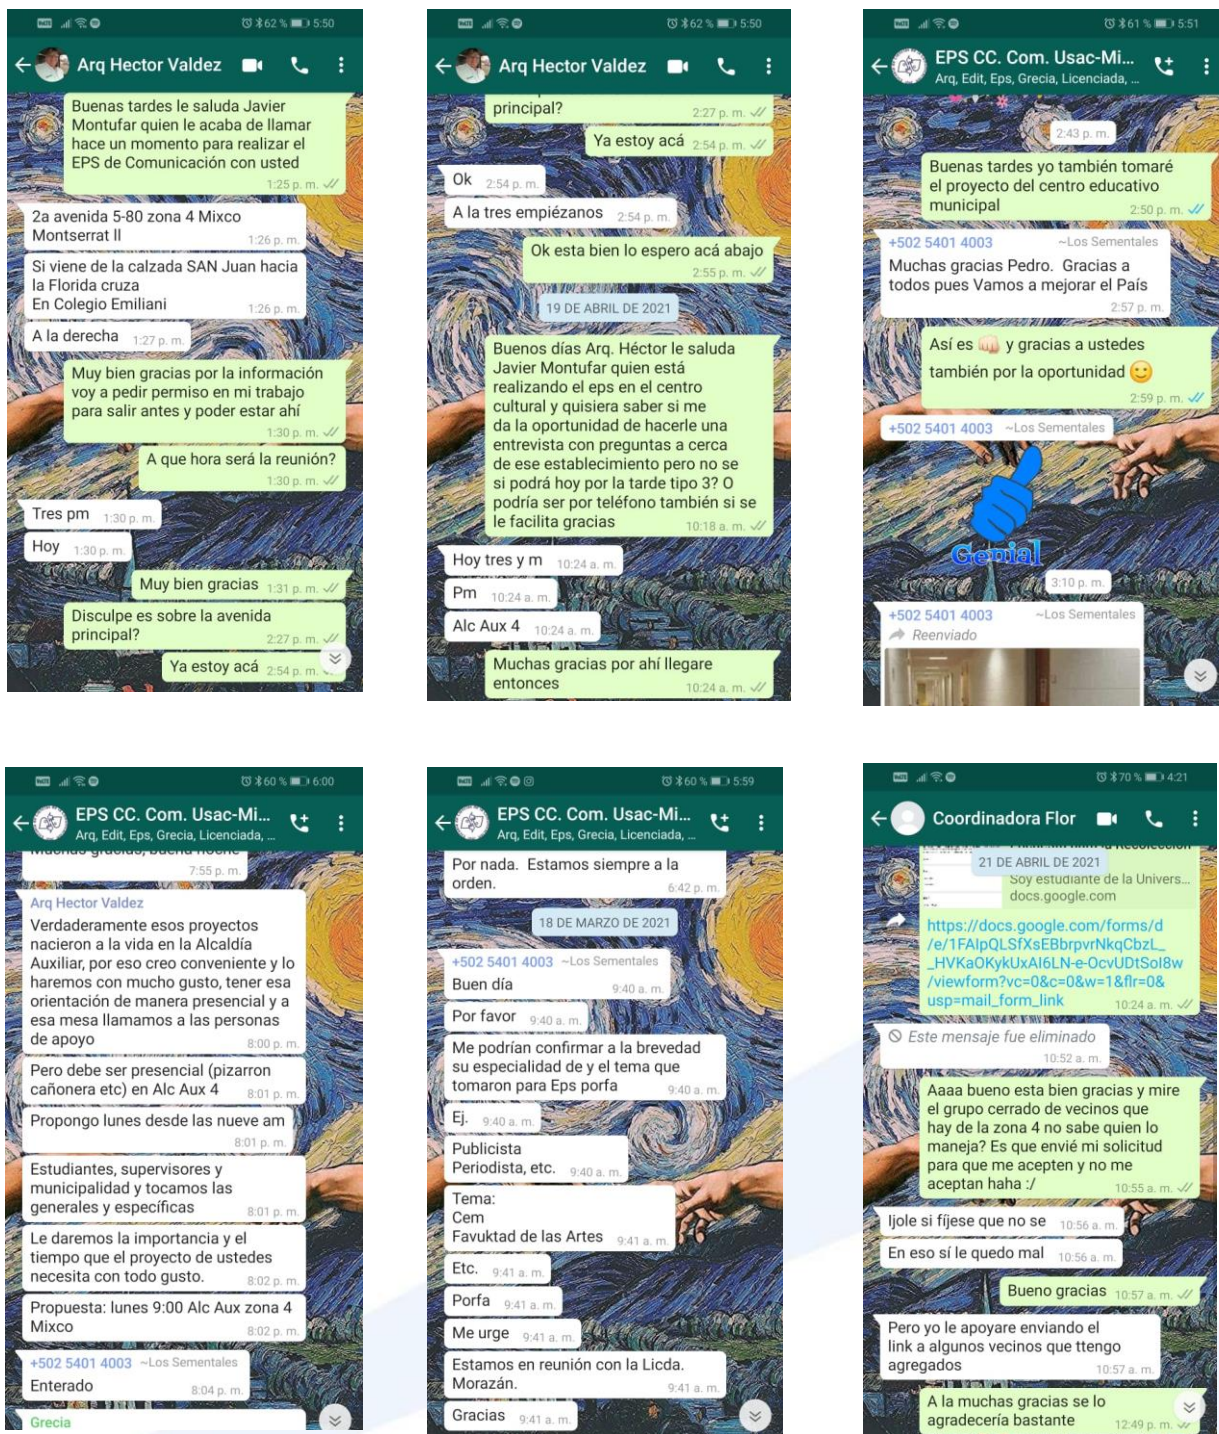 62 % 5:50
Arq Hector Valdez
Buenas tardes le saluda Javier
Montufar quien le acaba de llamar
hace un momento para realizar el
EPS de Comunicación con usted
1:25 p. m.
2a avenida 5-80 zona 4 Mixco
Montserrat ll
1:26 p. m.
Si viene de la calzada SAN Juan hacia
la Florida cruza
En Colegio Emiliani
1:26 p. m.
A la derecha 1:27 p. m.
Muy bien gracias por la información
voy a pedir permiso en mi trabajo
para salir antes y poder estar ahí
1:30 p. m.
A que hora será la reunión?
1:30 p. m.
Tres pm 1:30 p. m.
Hoy 1:30 p. m.
Muy bien gracias 1:31 p. m.
Disculpe es sobre la avenida
principal?
2:27 p. m.
Ya estoy acá 2:54 p. m.
62 % 5:50
Arq Hector Valdez
principal?
2:27 p. m.
Ya estoy acá 2:54 p. m.
Ok 2:54 p. m.
A la tres empiézanos 2:54 p. m.
Ok esta bien lo espero acá abajo
2:55 p. m.
19 DE ABRIL DE 2021
Buenos días Arq. Héctor le saluda
Javier Montufar quien está
realizando el eps en el centro
cultural y quisiera saber si me
da la oportunidad de hacerle una
entrevista con preguntas a cerca
de ese establecimiento pero no se
si podrá hoy por la tarde tipo 3? O
podría ser por teléfono también si se
le facilita gracias
10:18 a. m.
Hoy tres y m 10:24 a. m.
Pm 10:24 a. m.
Alc Aux 4 10:24 a. m.
Muchas gracias por ahí llegare
entonces
10:24 a. m.
61 % 5:51
EPS CC. Com. Usac-Mi...
Arq, Edit, Eps, Grecia, Licenciada, ...
2:43 p. m.
Buenas tardes yo también tomaré
el proyecto del centro educativo
municipal
2:50 p. m.
+502 5401 4003 ~Los Sementales
Muchas gracias Pedro. Gracias a
todos pues Vamos a mejorar el País
2:57 p. m.
Así es 👊🏻 y gracias a ustedes
también por la oportunidad 🙂
2:59 p. m.
+502 5401 4003 ~Los Sementales
Genial
3:10 p. m.
+502 5401 4003 ~Los Sementales
Reenviado
60 % 6:00
EPS CC. Com. Usac-Mi...
Arq, Edit, Eps, Grecia, Licenciada, ...
Muchas gracias, buena noche
7:55 p. m.
Arq Hector Valdez
Verdaderamente esos proyectos
nacieron a la vida en la Alcaldía
Auxiliar, por eso creo conveniente y lo
haremos con mucho gusto, tener esa
orientación de manera presencial y a
esa mesa llamamos a las personas
de apoyo
8:00 p. m.
Pero debe ser presencial (pizarron
cañonera etc) en Alc Aux 4 8:01 p. m.
Propongo lunes desde las nueve am
8:01 p. m.
Estudiantes, supervisores y
municipalidad y tocamos las
generales y específicas
8:01 p. m.
Le daremos la importancia y el
tiempo que el proyecto de ustedes
necesita con todo gusto.
8:02 p. m.
Propuesta: lunes 9:00 Alc Aux zona 4
Mixco
8:02 p. m.
+502 5401 4003 ~Los Sementales
Enterado
8:04 p. m.
Grecia
60 % 5:59
EPS CC. Com. Usac-Mi...
Arq, Edit, Eps, Grecia, Licenciada, ...
Por nada. Estamos siempre a la
orden.
6:42 p. m.
18 DE MARZO DE 2021
+502 5401 4003 ~Los Sementales
Buen día
9:40 a. m.
Por favor 9:40 a. m.
Me podrían confirmar a la brevedad
su especialidad de y el tema que
tomaron para Eps porfa
9:40 a. m.
Ej. 9:40 a. m.
Publicista
Periodista, etc. 9:40 a. m.
Tema:
Cem
Favuktad de las Artes 9:41 a. m.
Etc. 9:41 a. m.
Porfa 9:41 a. m.
Me urge 9:41 a. m.
Estamos en reunión con la Licda.
Morazán.
9:41 a. m.
Gracias 9:41 a. m.
70 % 4:21
Coordinadora Flor
21 DE ABRIL DE 2021
Soy estudiante de la Univers...
docs.google.com
https://docs.google.com/forms/d
/e/1FAIpQLSfXsEBbrpvrNkqCbzL_
_HVKaOKykUxAI6LN-e-OcvUDtSoI8w
/viewform?vc=0&c=0&w=1&flr=0&
usp=mail_form_link
10:24 a. m.
Este mensaje fue eliminado
10:52 a. m.
Aaaa bueno esta bien gracias y mire
el grupo cerrado de vecinos que
hay de la zona 4 no sabe quien lo
maneja? Es que envié mi solicitud
para que me acepten y no me
aceptan haha :/
10:55 a. m.
Ijole si fíjese que no se 10:56 a. m.
En eso sí le quedo mal 10:56 a. m.
Bueno gracias 10:57 a. m.
Pero yo le apoyare enviando el
link a algunos vecinos que ttengo
agregados
10:57 a. m.
A la muchas gracias se lo
agradecería bastante
12:49 p. m.